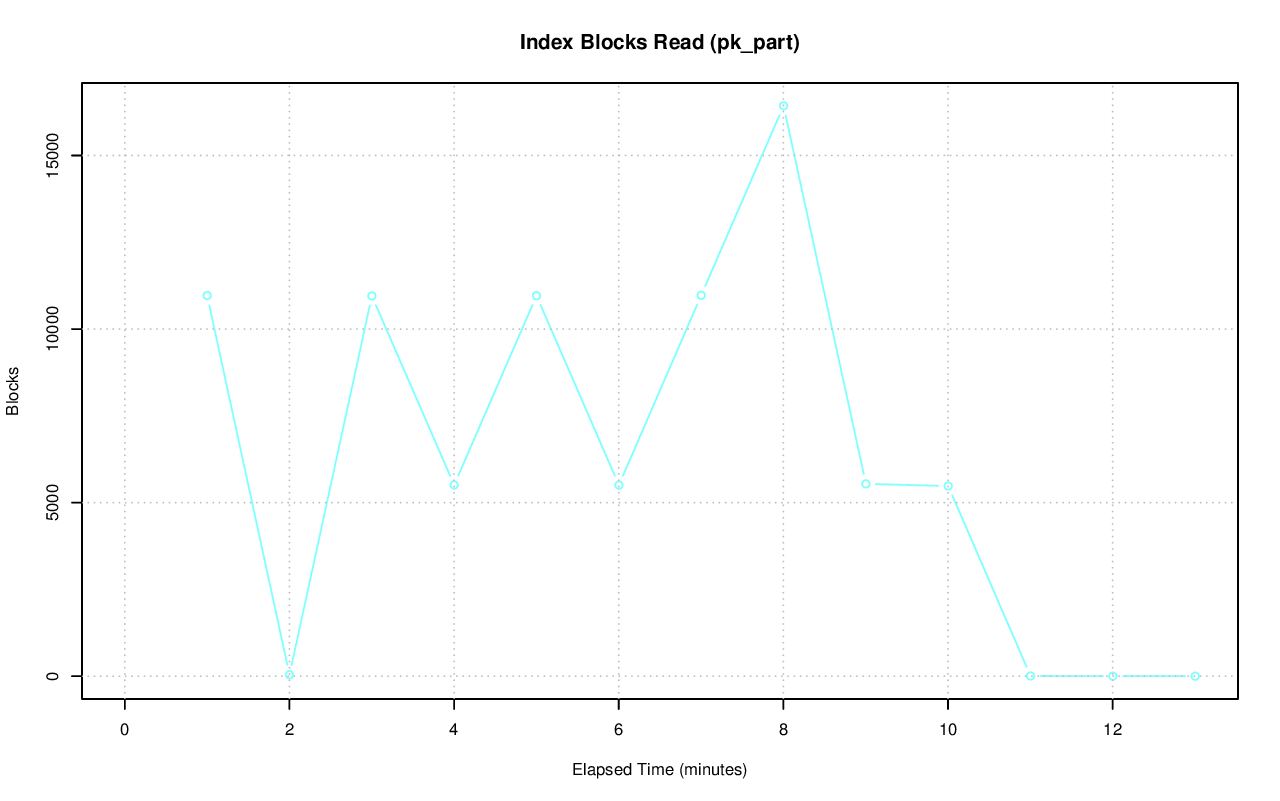 Index Blocks Read (pk_part)
Blocks
15000
10000
5000
0
0 2 4 6 8 10 12
Elapsed Time (minutes)